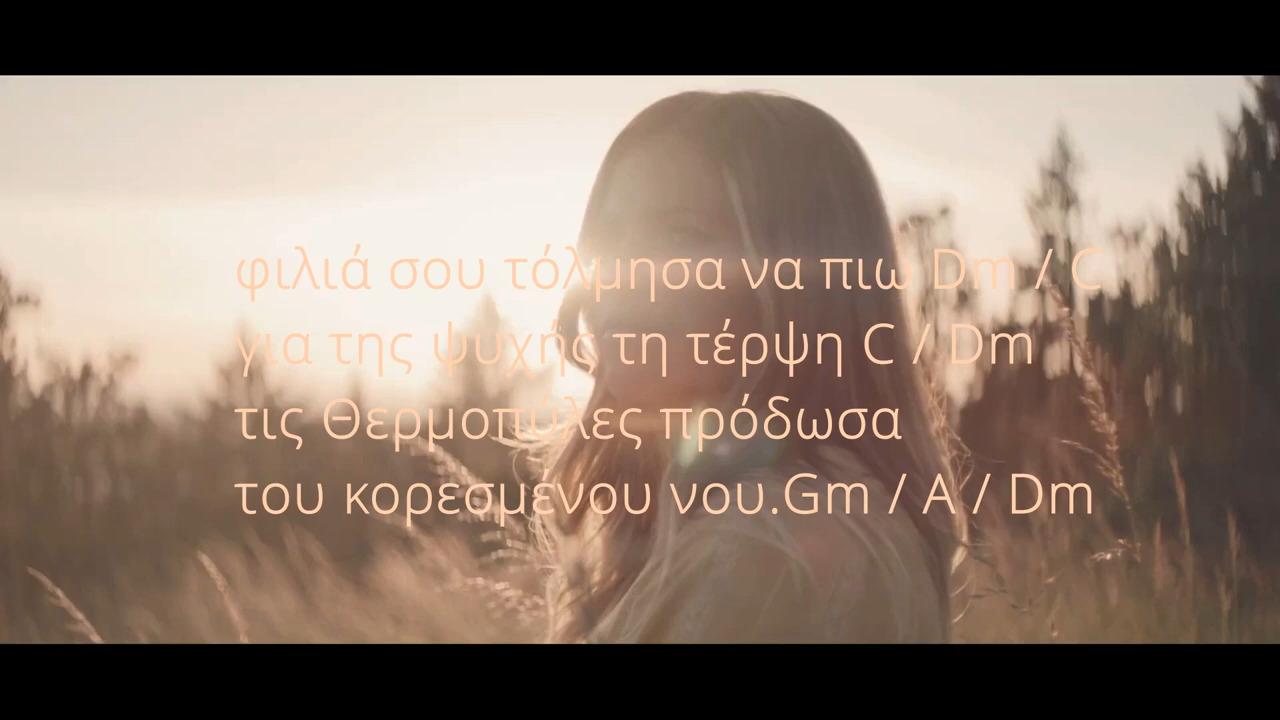 φιλιά σου τόλμησα να πιω Dm / C
για της ψυχής τη τέρψη C / Dm
τις Θερμοπύλες πρόδωσα
του κορεσμένου νου.Gm / A / Dm